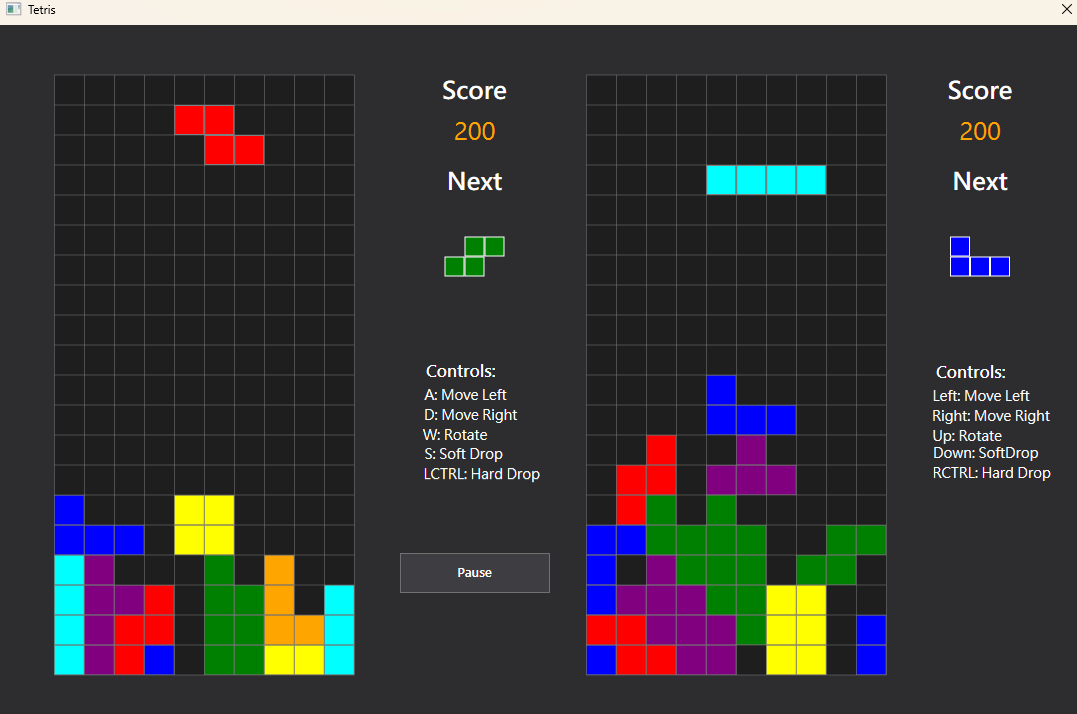 Tetris
Score
200
Next
Controls:
A: Move Left
D: Move Right
W: Rotate
S: Soft Drop
LCTRL: Hard Drop
Pause
Score
200
Next
Controls:
Left: Move Left
Right: Move Right
Up: Rotate
Down: SoftDrop
RCTRL: Hard Drop